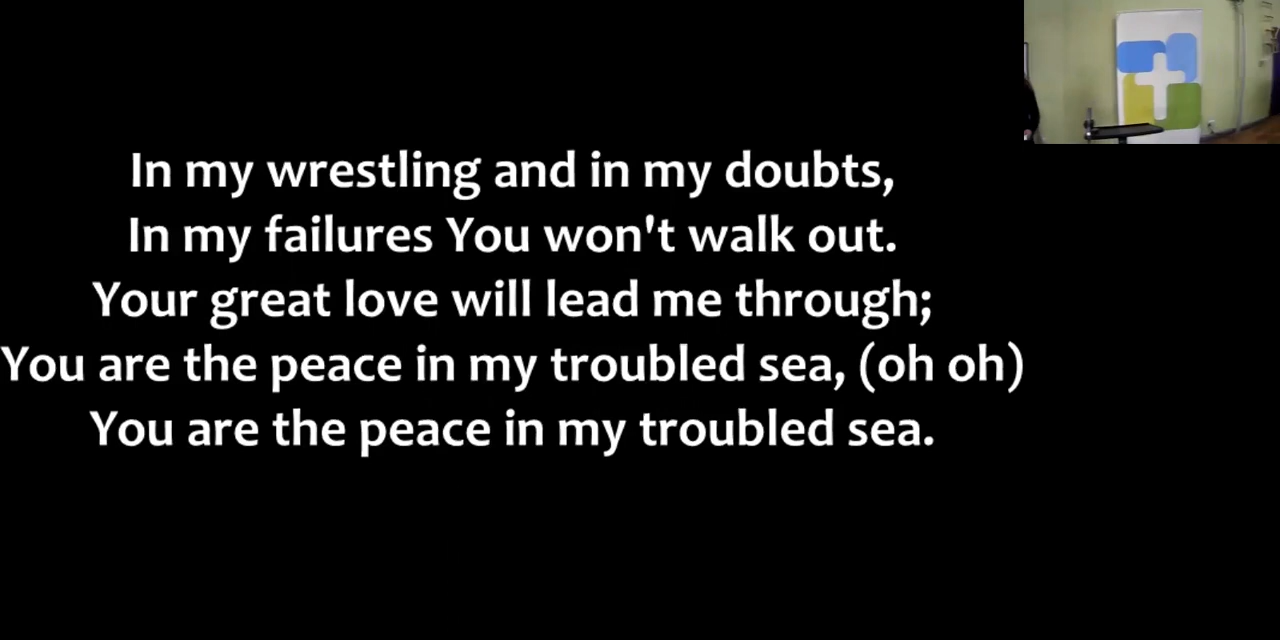 In my wrestling and in my doubts,
In my failures You won't walk out.
Your great love will lead me through;
You are the peace in my troubled sea, (oh oh)
You are the peace in my troubled sea.